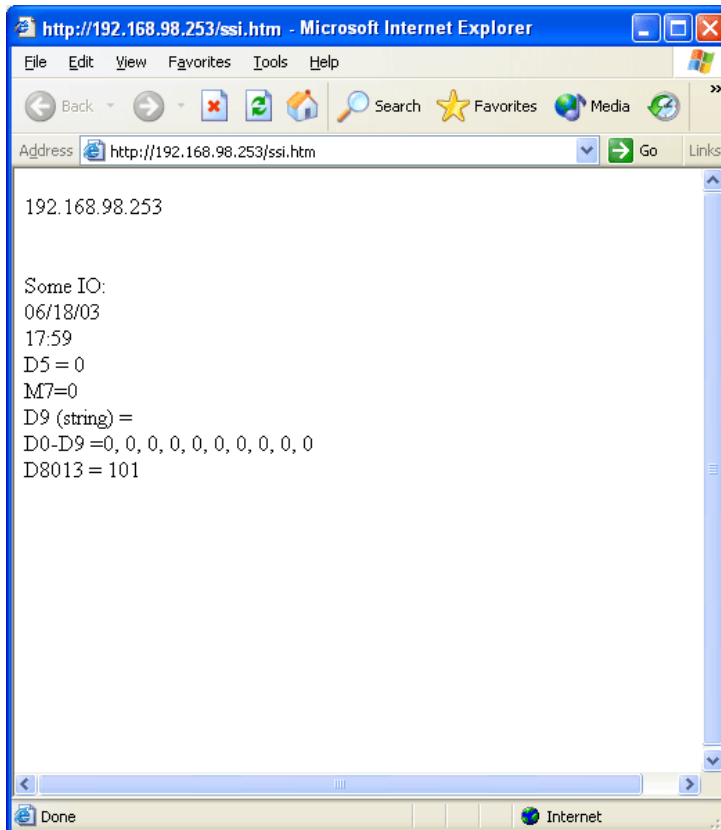 http://192.168.98.253/ssi.htm - Microsoft Internet Explorer
File Edit View Favorites Tools Help
Back Search Favorites Media »
Address http://192.168.98.253/ssi.htm Go Links
192.168.98.253
Some IO:
06/18/03
17:59
D5 = 0
M7=0
D9 (string) =
D0-D9 =0, 0, 0, 0, 0, 0, 0, 0, 0, 0
D8013 = 101
Done Internet